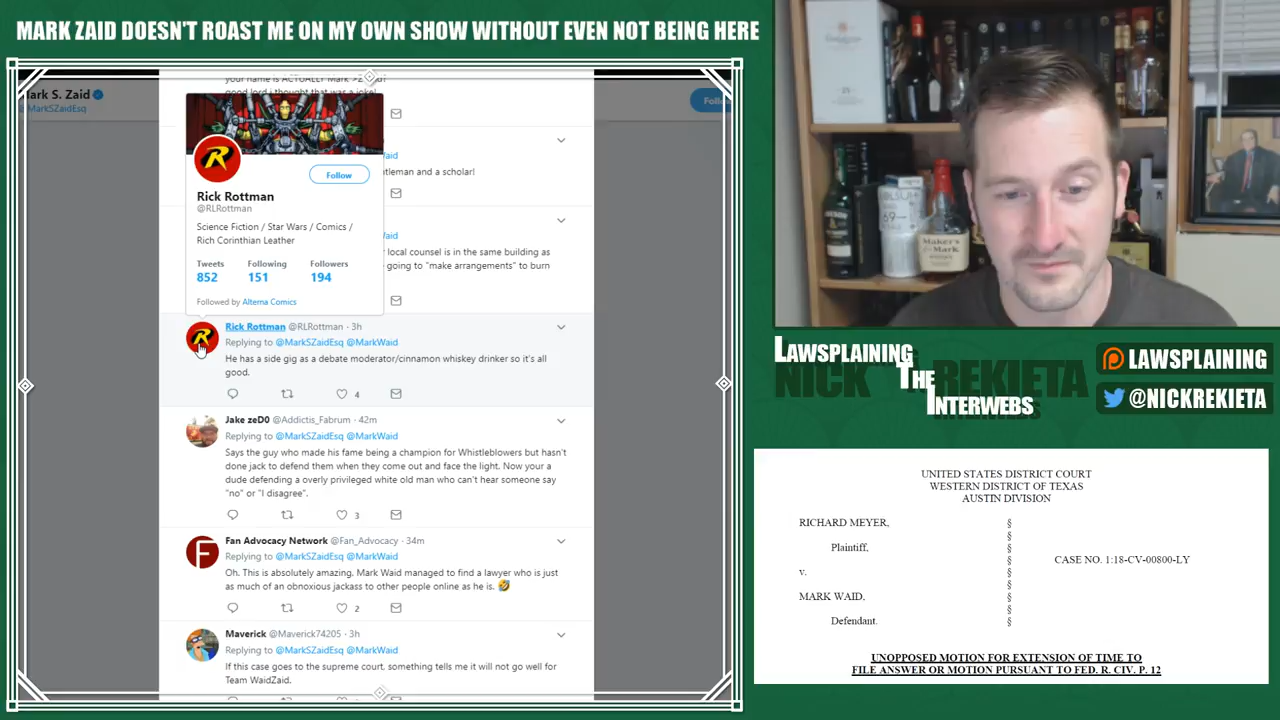 MARK ZAID DOESN'T ROAST ME ON MY OWN SHOW WITHOUT EVEN NOT BEING HERE
ark S. Zaid
MarkSZaidEsq
Follo
your name is ACTUALLY Mark
good lord i thought that was a joke!
aid
ntleman and a scholar!
Waid
local counsel is in the same building as
going to "make arrangements" to burn
Follow
Rick Rottman
@RLRottman
Science Fiction / Star Wars / Comics /
Rich Corinthian Leather
Tweets Following Followers
852 151 194
Followed by Alterna Comics
Rick Rottman @RLRottman · 3h
Replying to @MarkSZaidEsq @MarkWaid
He has a side gig as a debate moderator/cinnamon whiskey drinker so it's all
good.
4
Jake zeD0 @Addictis_Fabrum · 42m
Replying to @MarkSZaidEsq @MarkWaid
Says the guy who made his fame being a champion for Whistleblowers but hasn't
done jack to defend them when they come out and face the light. Now your a
dude defending a overly privileged white old man who can't hear someone say
"no" or "I disagree".
3
Fan Advocacy Network @Fan_Advocacy · 34m
Replying to @MarkSZaidEsq @MarkWaid
Oh. This is absolutely amazing. Mark Waid managed to find a lawyer who is just
as much of an obnoxious jackass to other people online as he is. 🤣
2
Maverick @Maverick74205 · 3h
Replying to @MarkSZaidEsq @MarkWaid
If this case goes to the supreme court, something tells me it will not go well for
Team WaidZaid.
Maker's
Mark
69
LAWSPLAINING
THE
INTERWEBS
NICK REKIETA
LAWSPLAINING
@NICKREKIETA
UNITED STATES DISTRICT COURT
WESTERN DISTRICT OF TEXAS
AUSTIN DIVISION
RICHARD MEYER, §
§
Plaintiff, §
§ CASE NO. 1:18-CV-00800-LY
v. §
§
MARK WAID, §
§
Defendant. §
UNOPPOSED MOTION FOR EXTENSION OF TIME TO
FILE ANSWER OR MOTION PURSUANT TO FED. R. CIV. P. 12